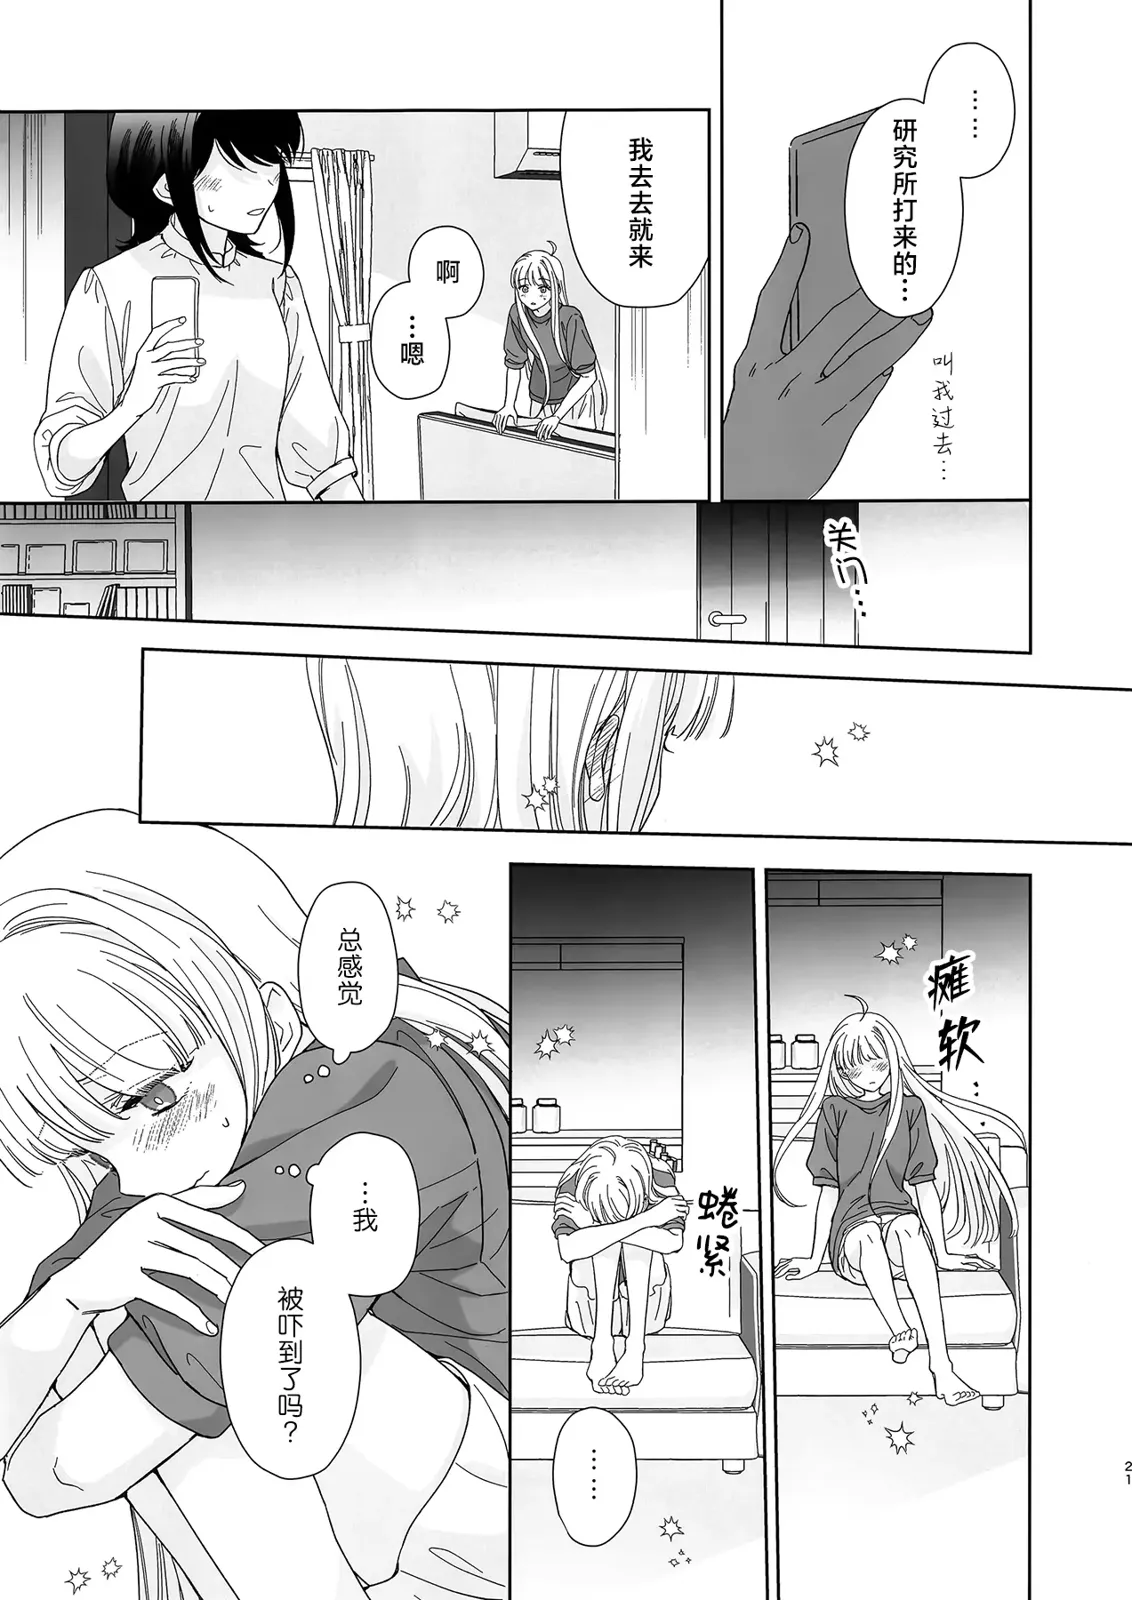 ……
研究所打来的…
叫我过去…
我去去就来
啊
…嗯
关门…
瘫软…
蜷紧
……
总感觉
…我
被吓到了吗？
21